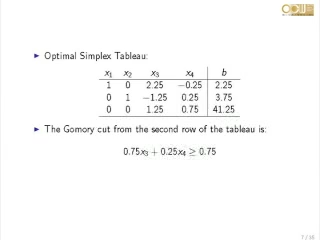 Optimal Simplex Tableau:
x₁ x₂ x₃ x₄ b
1 0 2.25 −0.25 2.25
0 1 −1.25 0.25 3.75
0 0 1.25 0.75 41.25
The Gomory cut from the second row of the tableau is:
0.75x₃ + 0.25x₄ ≥ 0.75